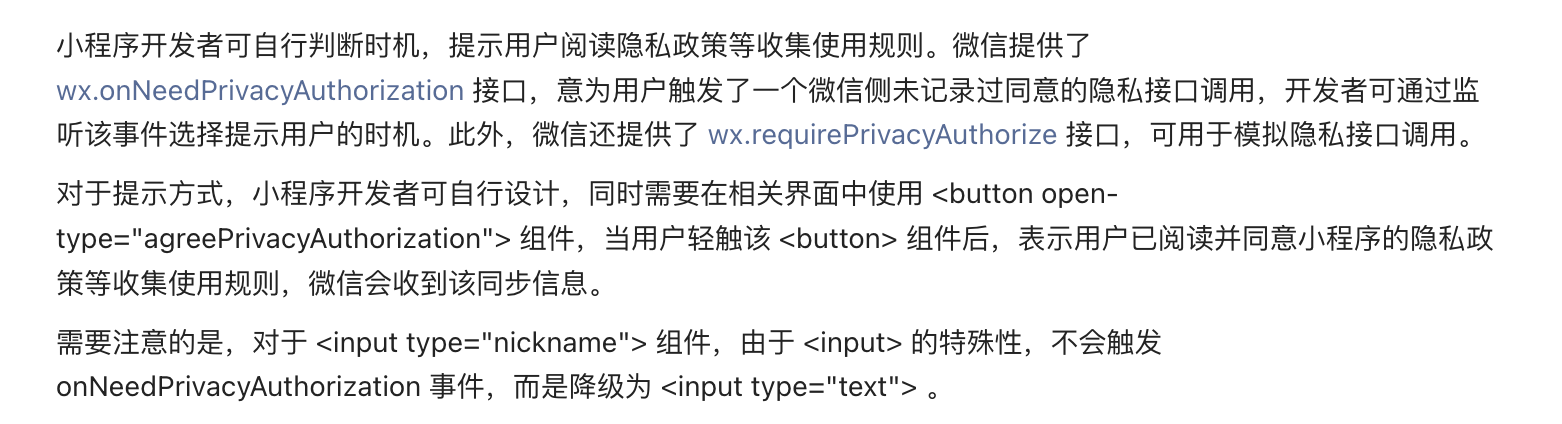 小程序开发者可自行判断时机，提示用户阅读隐私政策等收集使用规则。微信提供了
wx.onNeedPrivacyAuthorization 接口，意为用户触发了一个微信侧未记录过同意的隐私接口调用，开发者可通过监
听该事件选择提示用户的时机。此外，微信还提供了 wx.requirePrivacyAuthorize 接口，可用于模拟隐私接口调用。
对于提示方式，小程序开发者可自行设计，同时需要在相关界面中使用 <button open-
type="agreePrivacyAuthorization"> 组件，当用户轻触该 <button> 组件后，表示用户已阅读并同意小程序的隐私政
策等收集使用规则，微信会收到该同步信息。
需要注意的是，对于 <input type="nickname"> 组件，由于 <input> 的特殊性，不会触发
onNeedPrivacyAuthorization 事件，而是降级为 <input type="text"> 。